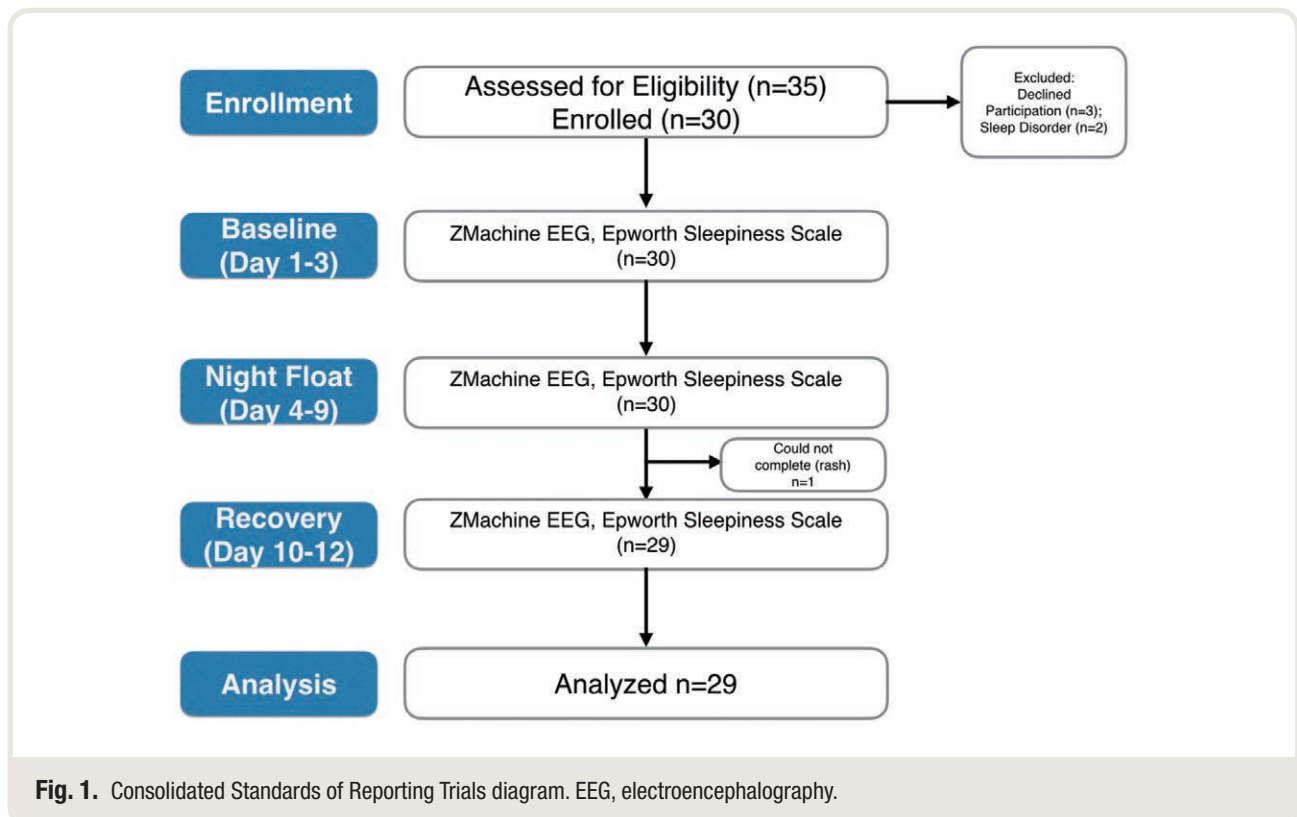 Enrollment
Assessed for Eligibility (n=35)
Enrolled (n=30)
Excluded:
Declined
Participation (n=3);
Sleep Disorder (n=2)
Baseline
(Day 1-3)
ZMachine EEG, Epworth Sleepiness Scale
(n=30)
Night Float
(Day 4-9)
ZMachine EEG, Epworth Sleepiness Scale
(n=30)
Could not
complete (rash)
n=1
Recovery
(Day 10-12)
ZMachine EEG, Epworth Sleepiness Scale
(n=29)
Analysis
Analyzed n=29
Fig. 1. Consolidated Standards of Reporting Trials diagram. EEG, electroencephalography.